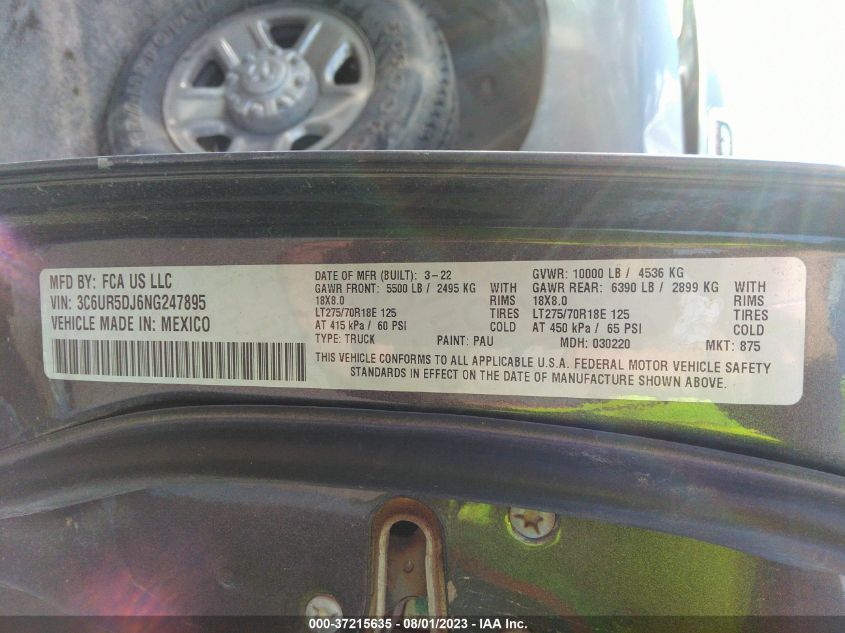 MFD BY: FCA US LLC
VIN: 3C6UR5DJ6NG247895
VEHICLE MADE IN: MEXICO
DATE OF MFR (BUILT): 3-22
GAWR FRONT: 5500 LB / 2495 KG WITH
18X8.0 RIMS
LT275/70R18E 125 TIRES
AT 415 kPa / 60 PSI COLD
TYPE: TRUCK PAINT: PAU
GVWR: 10000 LB / 4536 KG
GAWR REAR: 6390 LB / 2899 KG WITH
18X8.0 RIMS
LT275/70R18E 125 TIRES
AT 450 kPa / 65 PSI COLD
MDH: 030220 MKT: 875
THIS VEHICLE CONFORMS TO ALL APPLICABLE U.S.A. FEDERAL MOTOR VEHICLE SAFETY
STANDARDS IN EFFECT ON THE DATE OF MANUFACTURE SHOWN ABOVE.
000-37215635 - 08/01/2023 - IAA Inc.